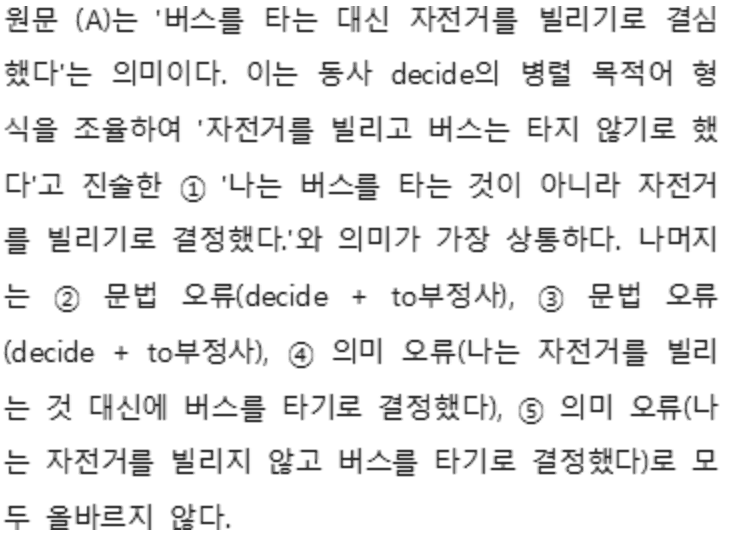 원문 (A)는 '버스를 타는 대신 자전거를 빌리기로 결심
했다'는 의미이다. 이는 동사 decide의 병렬 목적어 형
식을 조율하여 '자전거를 빌리고 버스는 타지 않기로 했
다'고 진술한 ① '나는 버스를 타는 것이 아니라 자전거
를 빌리기로 결정했다.'와 의미가 가장 상통하다. 나머지
는 ② 문법 오류(decide + to부정사), ③ 문법 오류
(decide + to부정사), ④ 의미 오류(나는 자전거를 빌리
는 것 대신에 버스를 타기로 결정했다), ⑤ 의미 오류(나
는 자전거를 빌리지 않고 버스를 타기로 결정했다)로 모
두 올바르지 않다.